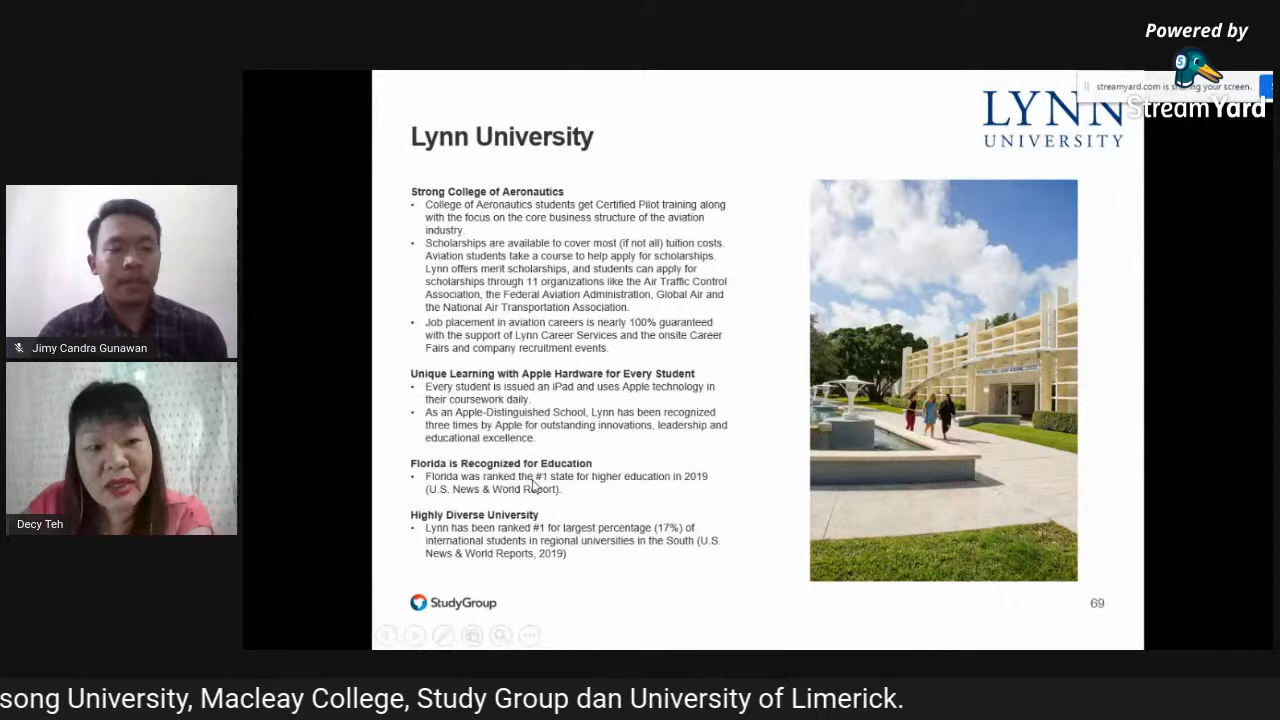 Powered by
StreamYard
streamyard.com is sharing your screen.
LYNN
UNIVERSITY
Lynn University
Strong College of Aeronautics
• College of Aeronautics students get Certified Pilot training along
with the focus on the core business structure of the aviation
industry.
• Scholarships are available to cover most (if not all) tuition costs.
Aviation students take a course to help apply for scholarships.
Lynn offers merit scholarships, and students can apply for
scholarships through 11 organizations like the Air Traffic Control
Association, the Federal Aviation Administration, Global Air and
the National Air Transportation Association.
• Job placement in aviation careers is nearly 100% guaranteed
with the support of Lynn Career Services and the onsite Career
Fairs and company recruitment events.
Unique Learning with Apple Hardware for Every Student
• Every student is issued an iPad and uses Apple technology in
their coursework daily.
• As an Apple-Distinguished School, Lynn has been recognized
three times by Apple for outstanding innovations, leadership and
educational excellence.
Florida is Recognized for Education
• Florida was ranked the #1 state for higher education in 2019
(U.S. News & World Report).
Highly Diverse University
• Lynn has been ranked #1 for largest percentage (17%) of
international students in regional universities in the South (U.S.
News & World Reports, 2019)
StudyGroup
69
Jimy Candra Gunawan
Decy Teh
song University, Macleay College, Study Group dan University of Limerick.